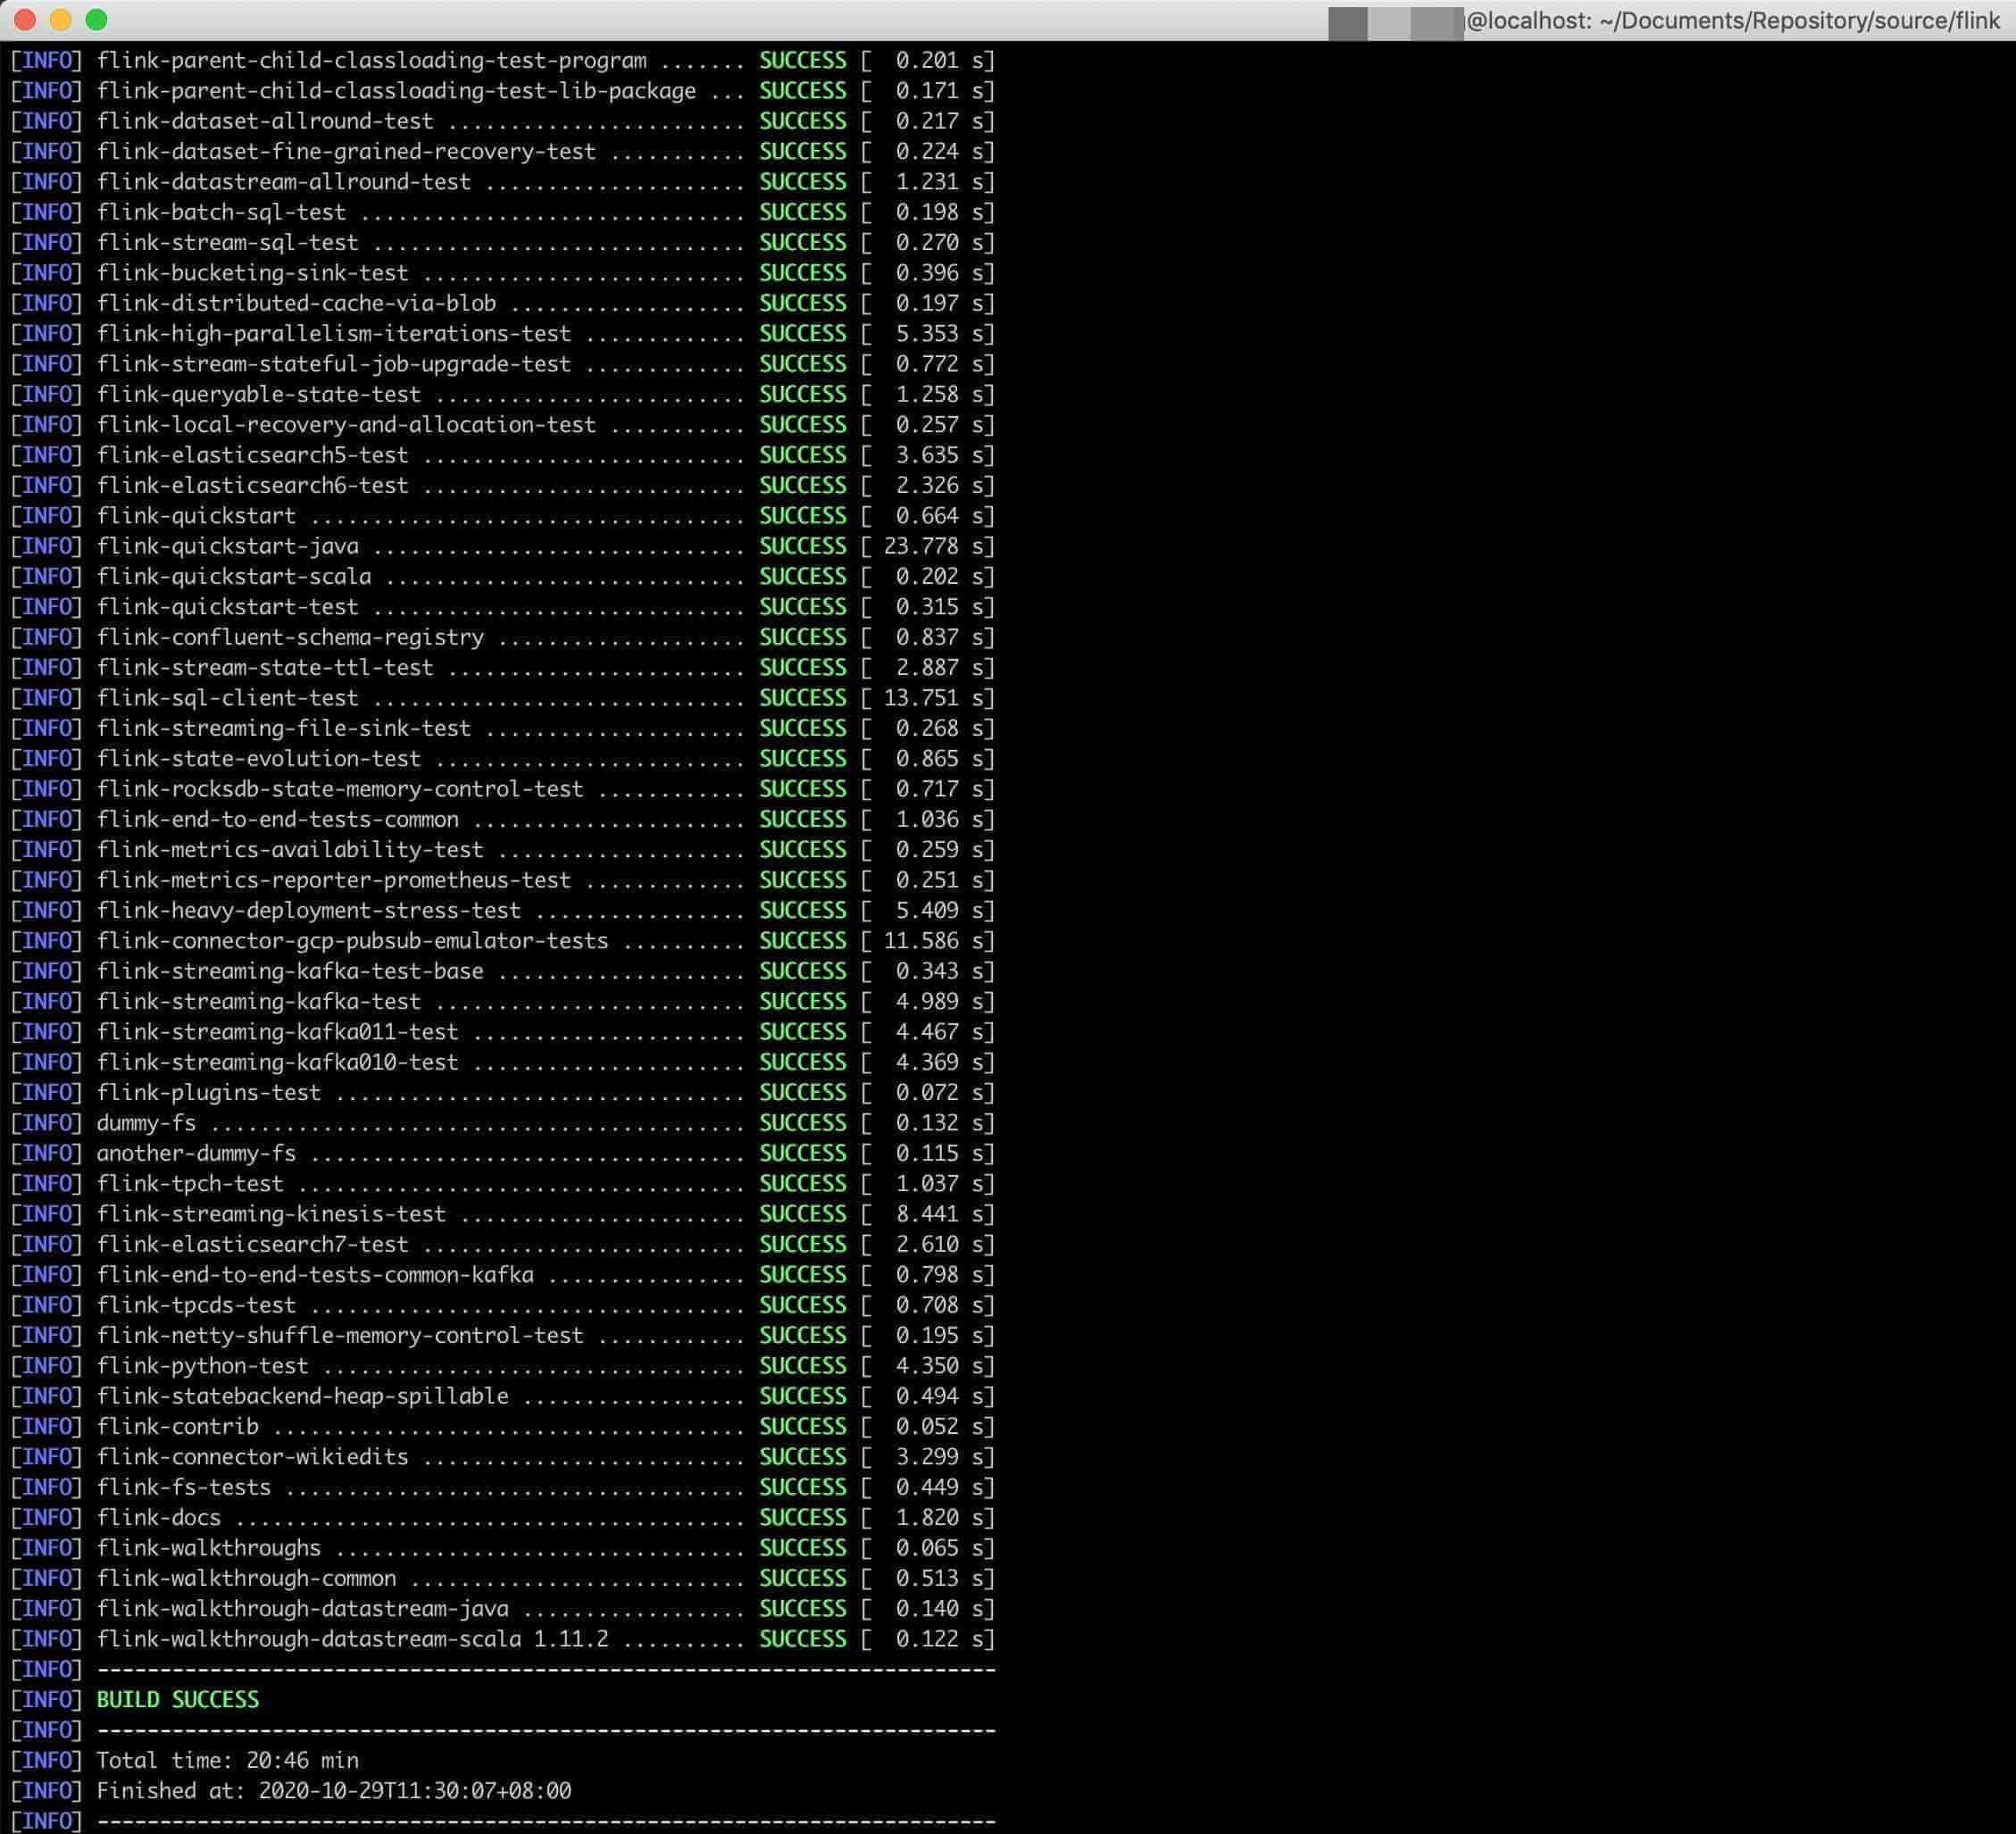 @localhost: ~/Documents/Repository/source/flink
[INFO] flink-parent-child-classloading-test-program ....... SUCCESS [  0.201 s]
[INFO] flink-parent-child-classloading-test-lib-package ... SUCCESS [  0.171 s]
[INFO] flink-dataset-allround-test ........................ SUCCESS [  0.217 s]
[INFO] flink-dataset-fine-grained-recovery-test ........... SUCCESS [  0.224 s]
[INFO] flink-datastream-allround-test ..................... SUCCESS [  1.231 s]
[INFO] flink-batch-sql-test ............................... SUCCESS [  0.198 s]
[INFO] flink-stream-sql-test .............................. SUCCESS [  0.270 s]
[INFO] flink-bucketing-sink-test .......................... SUCCESS [  0.396 s]
[INFO] flink-distributed-cache-via-blob ................... SUCCESS [  0.197 s]
[INFO] flink-high-parallelism-iterations-test ............. SUCCESS [  5.353 s]
[INFO] flink-stream-stateful-job-upgrade-test ............. SUCCESS [  0.772 s]
[INFO] flink-queryable-state-test ......................... SUCCESS [  1.258 s]
[INFO] flink-local-recovery-and-allocation-test ........... SUCCESS [  0.257 s]
[INFO] flink-elasticsearch5-test .......................... SUCCESS [  3.635 s]
[INFO] flink-elasticsearch6-test .......................... SUCCESS [  2.326 s]
[INFO] flink-quickstart ................................... SUCCESS [  0.664 s]
[INFO] flink-quickstart-java .............................. SUCCESS [ 23.778 s]
[INFO] flink-quickstart-scala ............................. SUCCESS [  0.202 s]
[INFO] flink-quickstart-test .............................. SUCCESS [  0.315 s]
[INFO] flink-confluent-schema-registry .................... SUCCESS [  0.837 s]
[INFO] flink-stream-state-ttl-test ........................ SUCCESS [  2.887 s]
[INFO] flink-sql-client-test .............................. SUCCESS [ 13.751 s]
[INFO] flink-streaming-file-sink-test ..................... SUCCESS [  0.268 s]
[INFO] flink-state-evolution-test ......................... SUCCESS [  0.865 s]
[INFO] flink-rocksdb-state-memory-control-test ............ SUCCESS [  0.717 s]
[INFO] flink-end-to-end-tests-common ...................... SUCCESS [  1.036 s]
[INFO] flink-metrics-availability-test .................... SUCCESS [  0.259 s]
[INFO] flink-metrics-reporter-prometheus-test ............. SUCCESS [  0.251 s]
[INFO] flink-heavy-deployment-stress-test ................. SUCCESS [  5.409 s]
[INFO] flink-connector-gcp-pubsub-emulator-tests .......... SUCCESS [ 11.586 s]
[INFO] flink-streaming-kafka-test-base .................... SUCCESS [  0.343 s]
[INFO] flink-streaming-kafka-test ......................... SUCCESS [  4.989 s]
[INFO] flink-streaming-kafka011-test ...................... SUCCESS [  4.467 s]
[INFO] flink-streaming-kafka010-test ...................... SUCCESS [  4.369 s]
[INFO] flink-plugins-test ................................. SUCCESS [  0.072 s]
[INFO] dummy-fs ........................................... SUCCESS [  0.132 s]
[INFO] another-dummy-fs ................................... SUCCESS [  0.115 s]
[INFO] flink-tpch-test .................................... SUCCESS [  1.037 s]
[INFO] flink-streaming-kinesis-test ....................... SUCCESS [  8.441 s]
[INFO] flink-elasticsearch7-test .......................... SUCCESS [  2.610 s]
[INFO] flink-end-to-end-tests-common-kafka ................ SUCCESS [  0.798 s]
[INFO] flink-tpcds-test ................................... SUCCESS [  0.708 s]
[INFO] flink-netty-shuffle-memory-control-test ............ SUCCESS [  0.195 s]
[INFO] flink-python-test .................................. SUCCESS [  4.350 s]
[INFO] flink-statebackend-heap-spillable .................. SUCCESS [  0.494 s]
[INFO] flink-contrib ...................................... SUCCESS [  0.052 s]
[INFO] flink-connector-wikiedits .......................... SUCCESS [  3.299 s]
[INFO] flink-fs-tests ..................................... SUCCESS [  0.449 s]
[INFO] flink-docs ......................................... SUCCESS [  1.820 s]
[INFO] flink-walkthroughs ................................. SUCCESS [  0.065 s]
[INFO] flink-walkthrough-common ........................... SUCCESS [  0.513 s]
[INFO] flink-walkthrough-datastream-java .................. SUCCESS [  0.140 s]
[INFO] flink-walkthrough-datastream-scala 1.11.2 .......... SUCCESS [  0.122 s]
[INFO] ------------------------------------------------------------------------
[INFO] BUILD SUCCESS
[INFO] ------------------------------------------------------------------------
[INFO] Total time: 20:46 min
[INFO] Finished at: 2020-10-29T11:30:07+08:00
[INFO] ------------------------------------------------------------------------